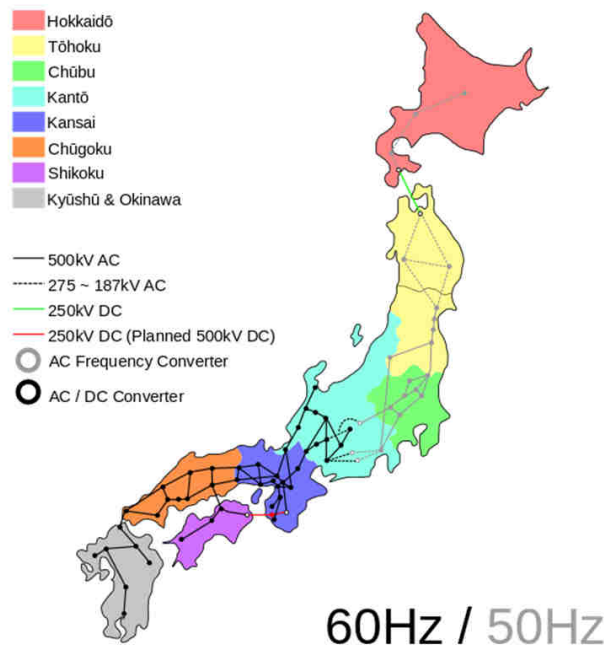 Hokkaidō
Tōhoku
Chūbu
Kantō
Kansai
Chūgoku
Shikoku
Kyūshū & Okinawa
500kV AC
275 ~ 187kV AC
250kV DC
250kV DC (Planned 500kV DC)
AC Frequency Converter
AC / DC Converter
60Hz / 50Hz